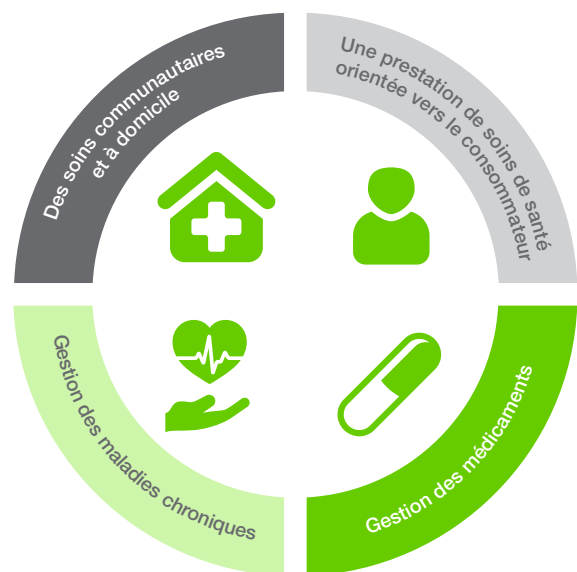 Des soins communautaires
et à domicile
Une prestation de soins de santé
orientée vers le consommateur
Gestion des maladies chroniques
Gestion des médicaments